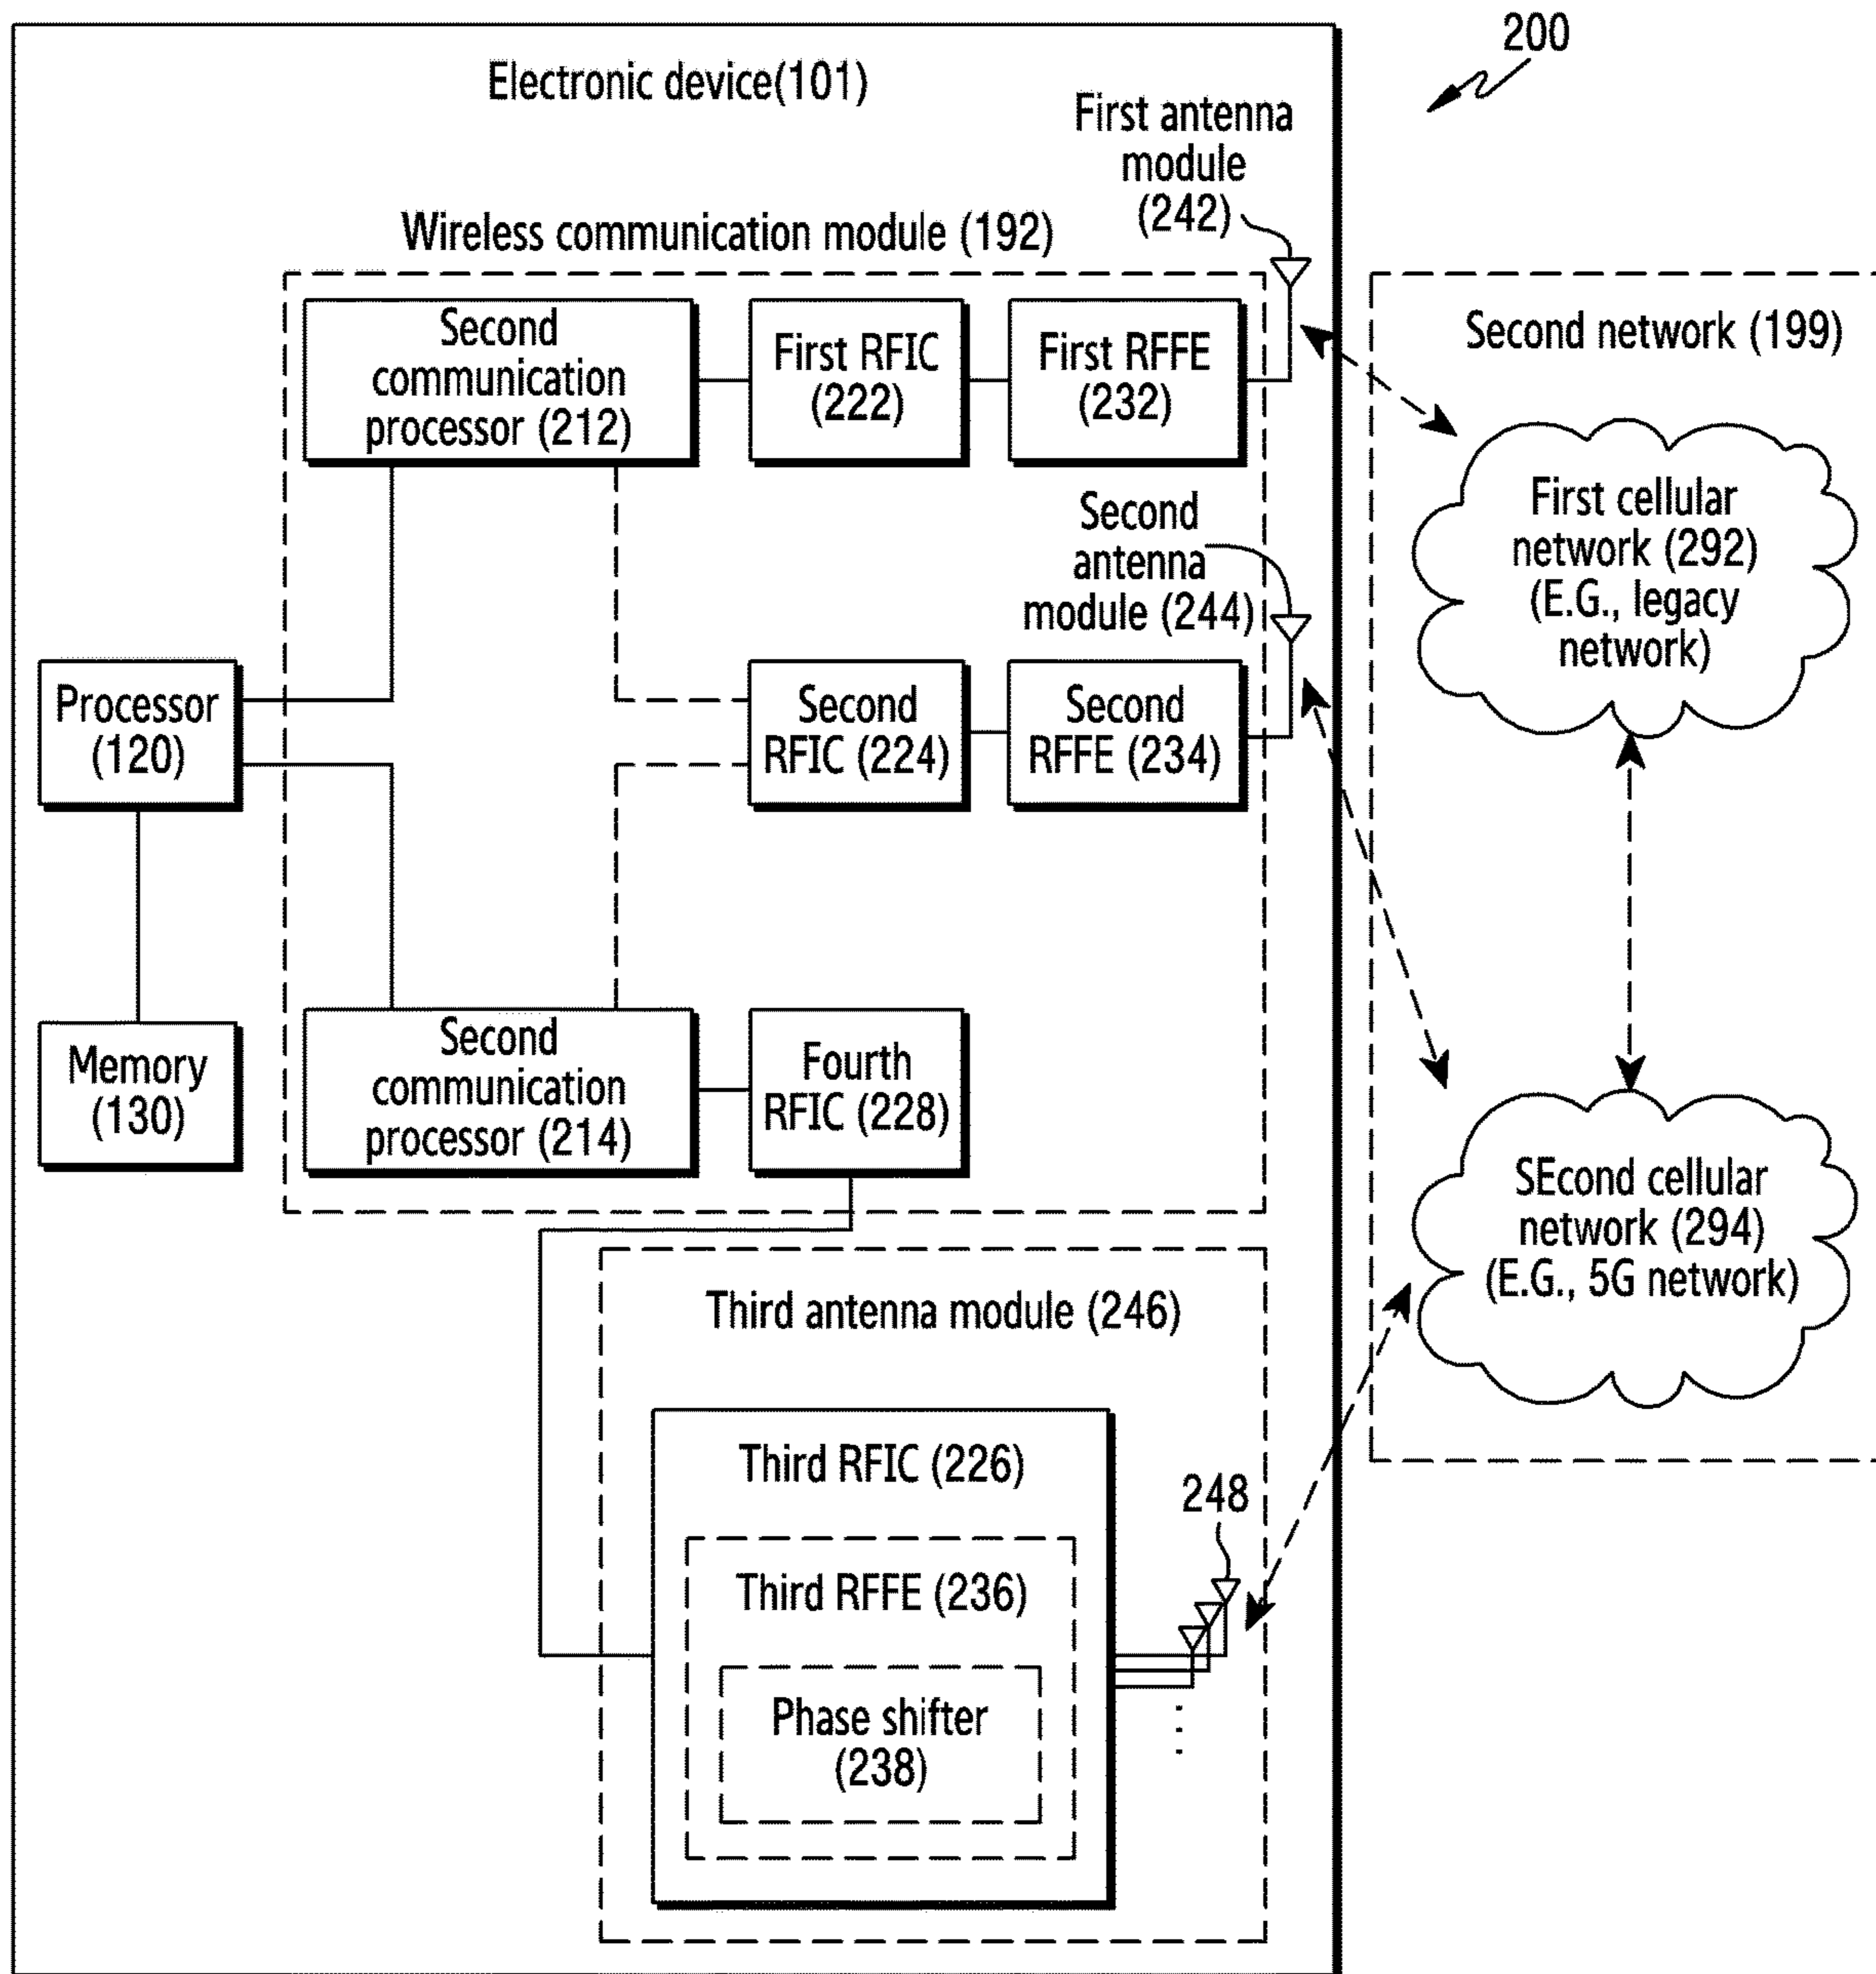 200
Electronic device(101)
First antenna
module
(242)
Wireless communication module (192)
Second
communication
processor (212)
First RFIC
(222)
First RFFE
(232)
Second network (199)
First cellular
network (292)
(E.G., legacy
network)
Second
antenna
module (244)
Processor
(120)
Second
RFIC (224)
Second
RFFE (234)
Memory
(130)
Second
communication
processor (214)
Fourth
RFIC (228)
SEcond cellular
network (294)
(E.G., 5G network)
Third antenna module (246)
Third RFIC (226)
248
Third RFFE (236)
Phase shifter
(238)